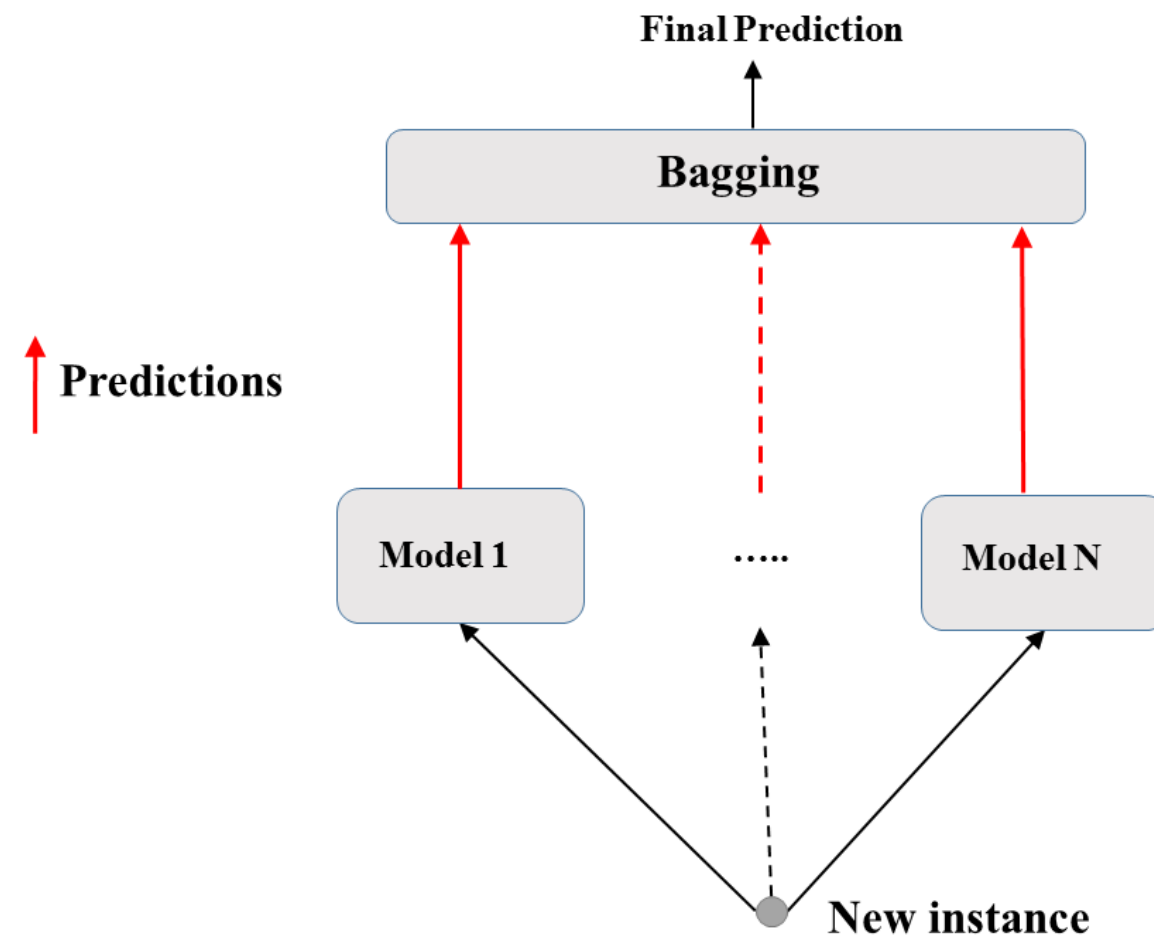 Final Prediction
Bagging
Predictions
Model 1
.....
Model N
New instance